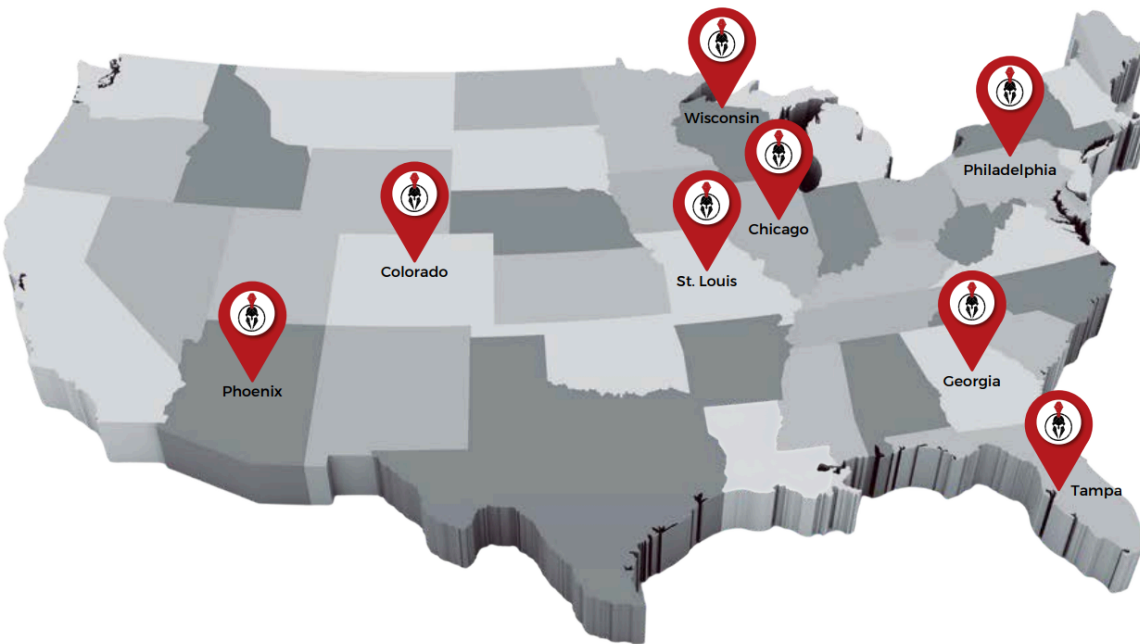 Wisconsin
Philadelphia
Chicago
Colorado
St. Louis
Phoenix
Georgia
Tampa